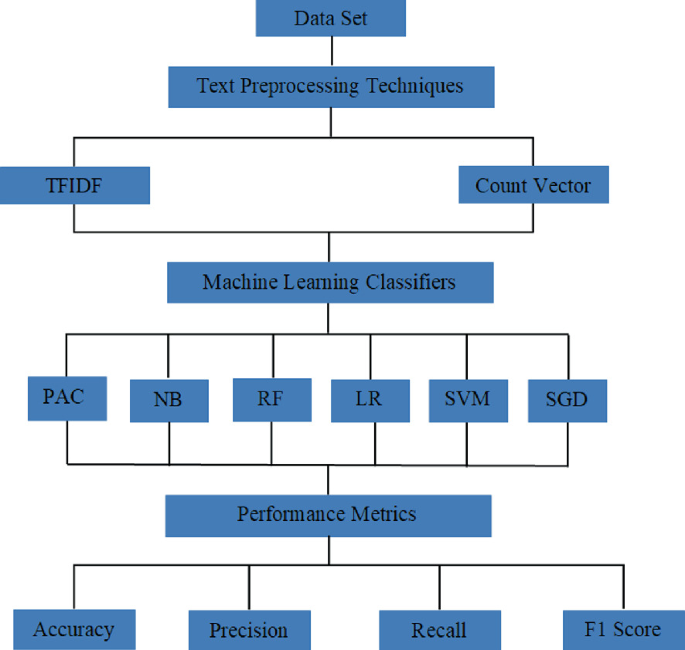 Data Set
Text Preprocessing Techniques
TFIDF
Count Vector
Machine Learning Classifiers
PAC
NB
RF
LR
SVM
SGD
Performance Metrics
Accuracy
Precision
Recall
F1 Score